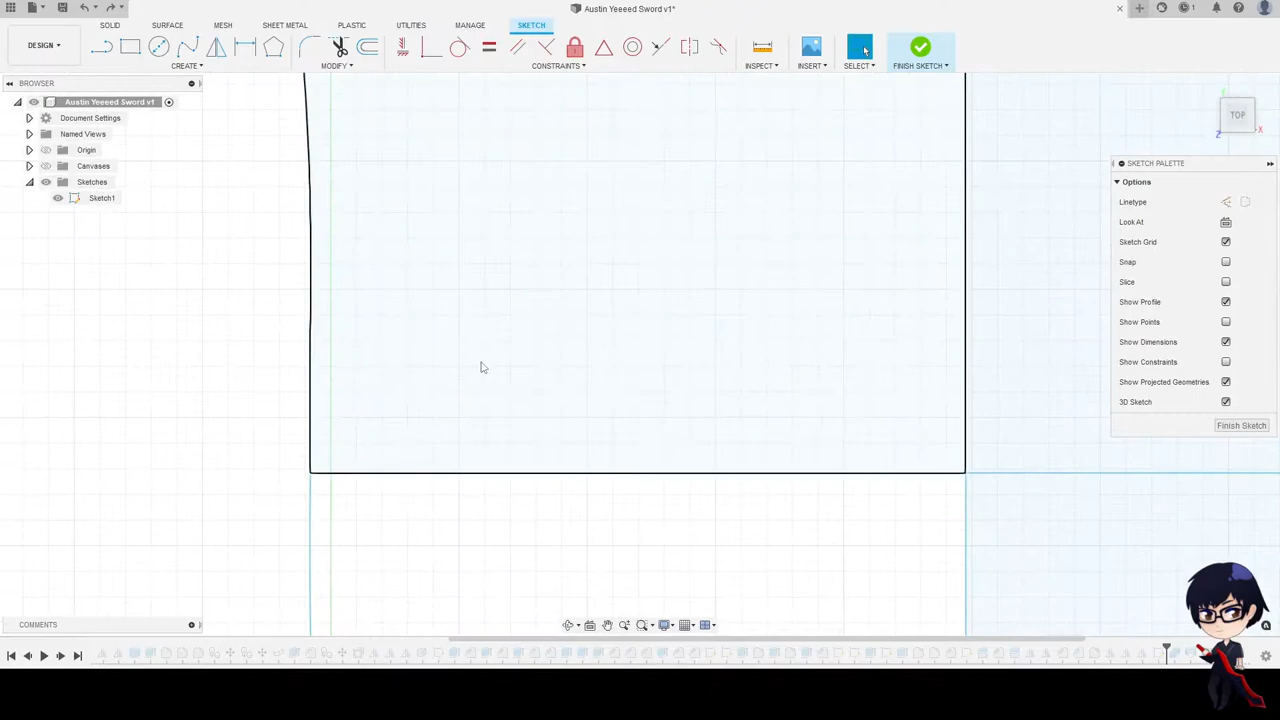 Austin Yeeeed Sword v1*
1
SOLID
SURFACE
MESH
SHEET METAL
PLASTIC
UTILITIES
MANAGE
SKETCH
DESIGN
CREATE
MODIFY
CONSTRAINTS
INSPECT
INSERT
SELECT
FINISH SKETCH
BROWSER
Austin Yeeeed Sword v1
Document Settings
Named Views
Origin
Canvases
Sketches
Sketch1
TOP
X
Y
Z
SKETCH PALETTE
Options
Linetype
Look At
Sketch Grid
Snap
Slice
Show Profile
Show Points
Show Dimensions
Show Constraints
Show Projected Geometries
3D Sketch
Finish Sketch
COMMENTS